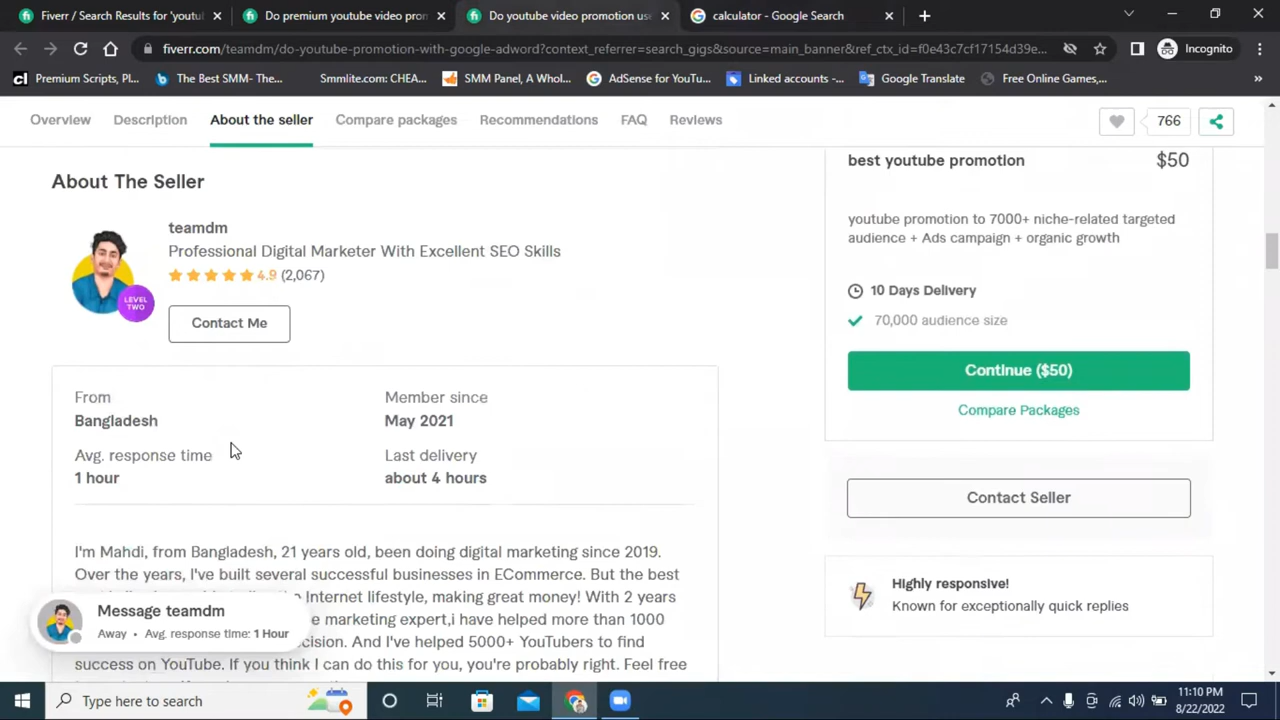 Fiverr / Search Results for 'youtu
Do premium youtube video prom
Do youtube video promotion use
calculator - Google Search
fiverr.com/teamdm/do-youtube-promotion-with-google-adword?context_referrer=search_gigs&source=main_banner&ref_ctx_id=f0e43c7cf17154d39e...
Incognito
Premium Scripts, Pl...
The Best SMM- The...
Smmlite.com: CHEA...
SMM Panel, A Whol...
AdSense for YouTu...
Linked accounts -...
Google Translate
Free Online Games,...
Overview
Description
About the seller
Compare packages
Recommendations
FAQ
Reviews
766
About The Seller
teamdm
Professional Digital Marketer With Excellent SEO Skills
4.9 (2,067)
LEVEL
TWO
Contact Me
From
Bangladesh
Member since
May 2021
Avg. response time
1 hour
Last delivery
about 4 hours
I'm Mahdi, from Bangladesh, 21 years old, been doing digital marketing since 2019.
Over the years, I've built several successful businesses in ECommerce. But the best
Internet lifestyle, making great money! With 2 years
marketing expert,i have helped more than 1000
And I've helped 5000+ YouTubers to find
success on YouTube. If you think I can do this for you, you're probably right. Feel free
Message teamdm
Away • Avg. response time: 1 Hour
best youtube promotion
$50
youtube promotion to 7000+ niche-related targeted
audience + Ads campaign + organic growth
10 Days Delivery
70,000 audience size
Continue ($50)
Compare Packages
Contact Seller
Highly responsive!
Known for exceptionally quick replies
Type here to search
11:10 PM
8/22/2022